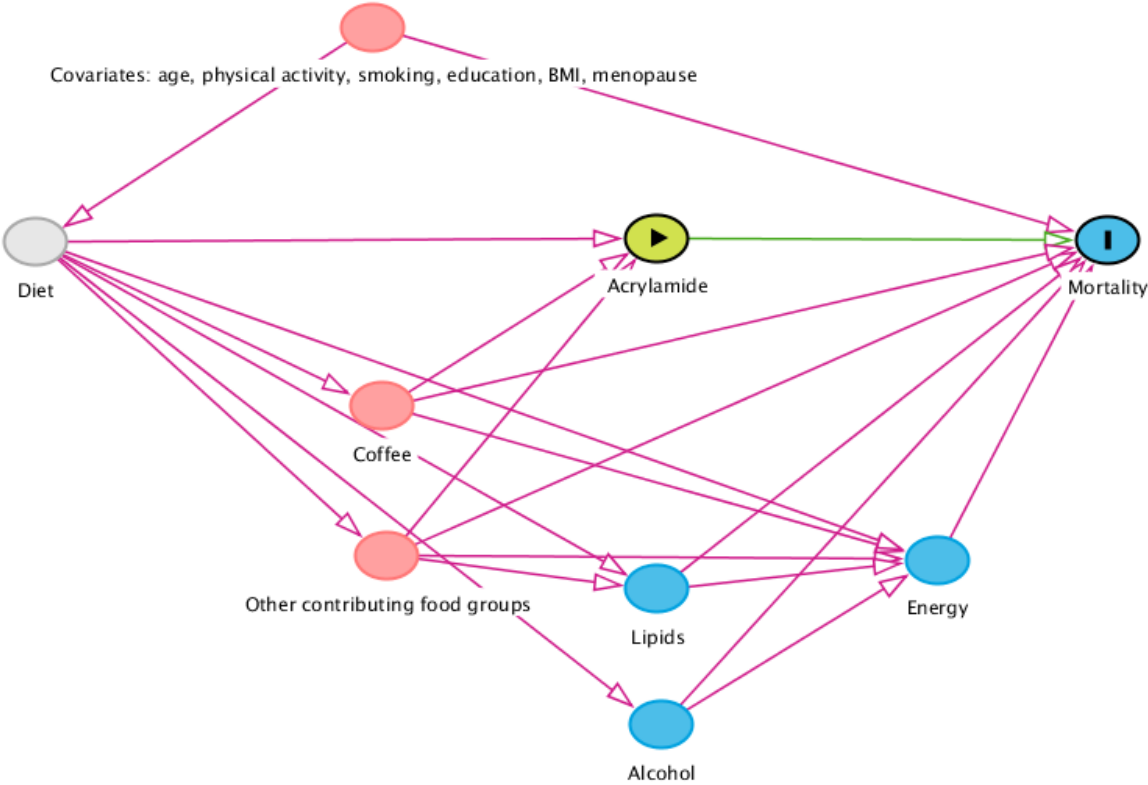 Covariates: age, physical activity, smoking, education, BMI, menopause
Diet
Acrylamide
Mortality
Coffee
Other contributing food groups
Lipids
Energy
Alcohol